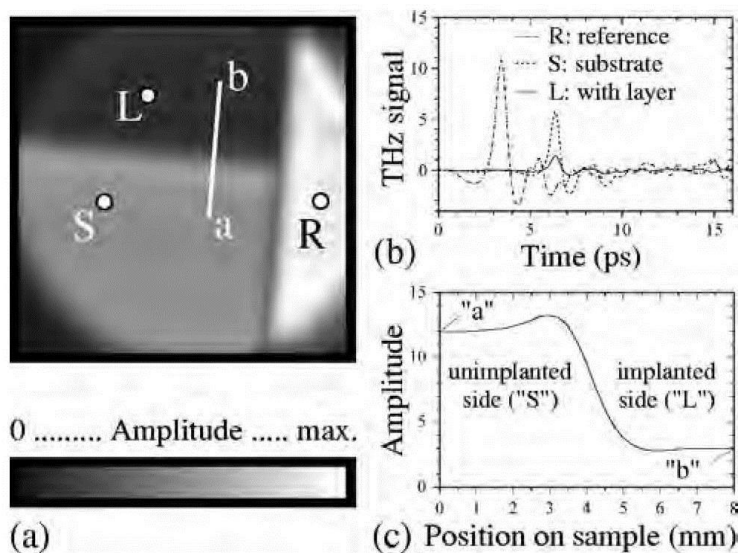 b
L
S
a
R
0 ......... Amplitude ..... max.
(a)
15
10
5
0
THz signal
R: reference
S: substrate
L: with layer
0
5
10
15
(b)
Time (ps)
15
10
5
0
Amplitude
"a"
unimplanted
side ("S")
implanted
side ("L")
"b"
0 1 2 3 4 5 6 7 8
(c) Position on sample (mm)